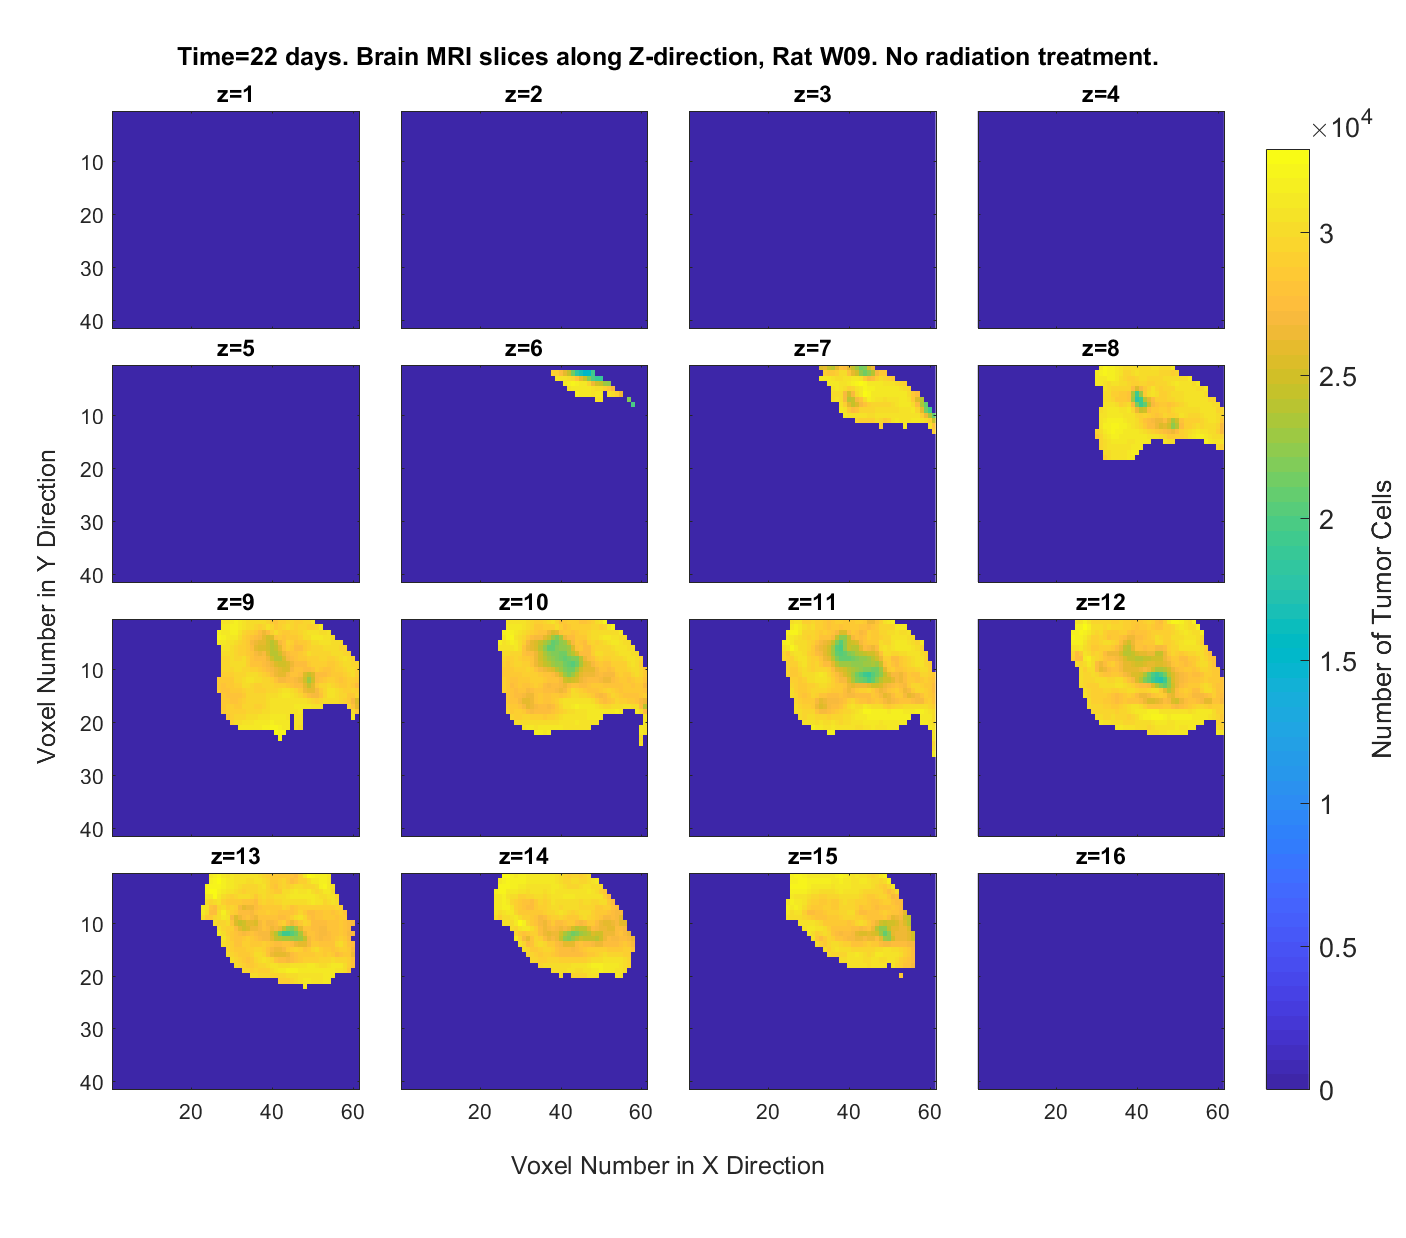 Time=22 days. Brain MRI slices along Z-direction, Rat W09. No radiation treatment.
z=1
z=2
z=3
z=4
×10^4
10
20
30
40
z=5
z=6
z=7
z=8
10
20
30
40
z=9
z=10
z=11
z=12
10
20
30
40
z=13
z=14
z=15
z=16
10
20
30
40
20 40 60
20 40 60
20 40 60
20 40 60
3
2.5
2
1.5
1
0.5
0
Voxel Number in Y Direction
Number of Tumor Cells
Voxel Number in X Direction